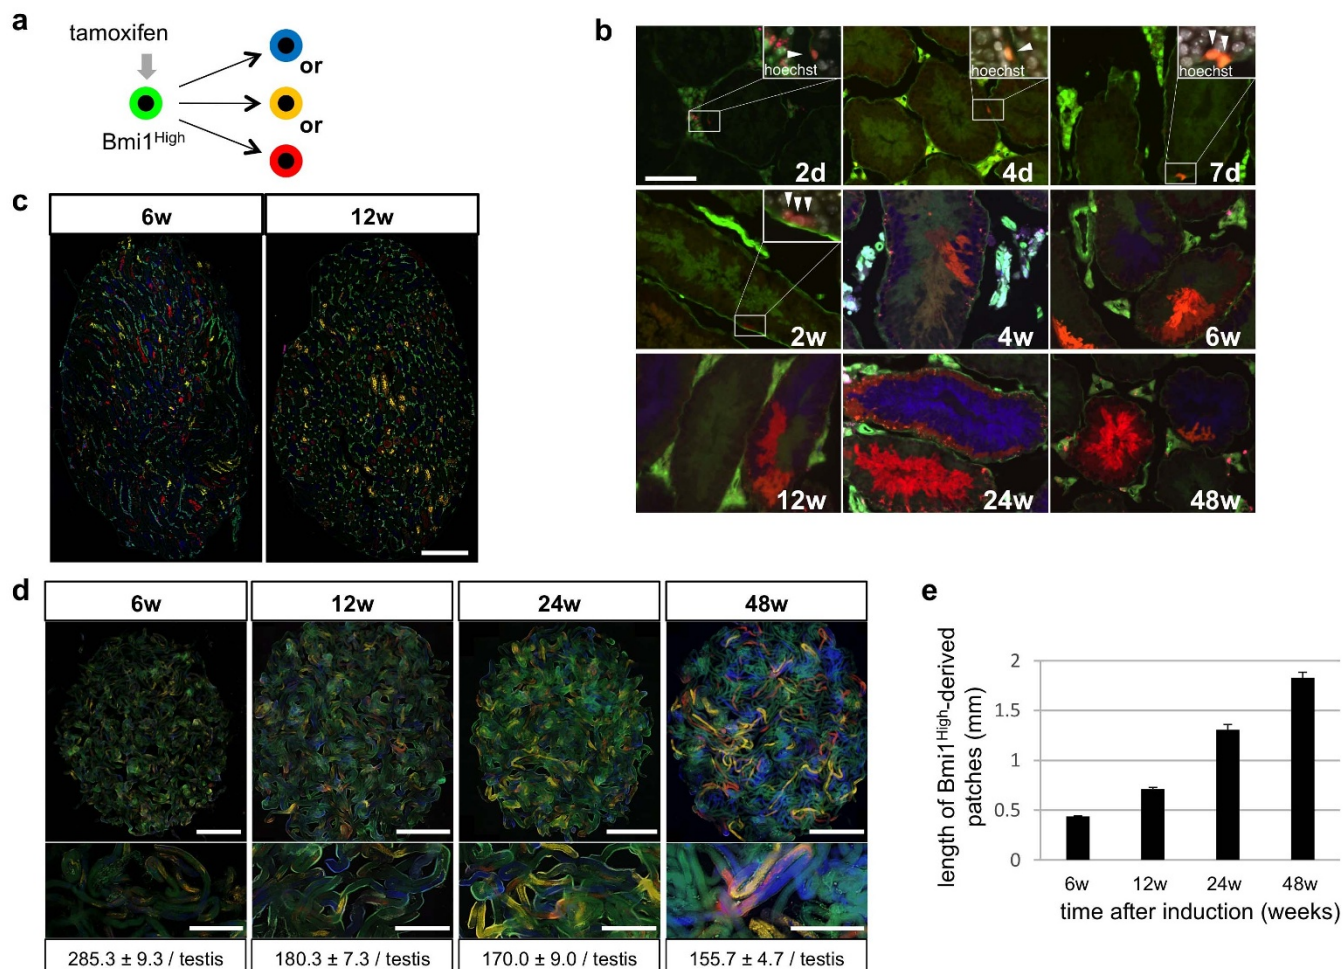 a
tamoxifen
Bmi1High
or
or
b
hoechst
2d
hoechst
4d
hoechst
7d
2w
4w
6w
12w
24w
48w
c
6w
12w
d
6w
12w
24w
48w
285.3 ± 9.3 / testis
180.3 ± 7.3 / testis
170.0 ± 9.0 / testis
155.7 ± 4.7 / testis
e
length of Bmi1High-derived
patches (mm)
2
1.5
1
0.5
0
6w
12w
24w
48w
time after induction (weeks)